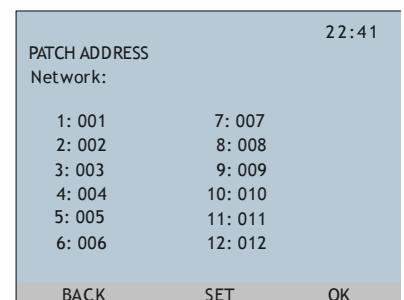 22:41
PATCH ADDRESS
Network:
1: 001 7: 007
2: 002 8: 008
3: 003 9: 009
4: 004 10: 010
5: 005 11: 011
6: 006 12: 012
BACK SET OK